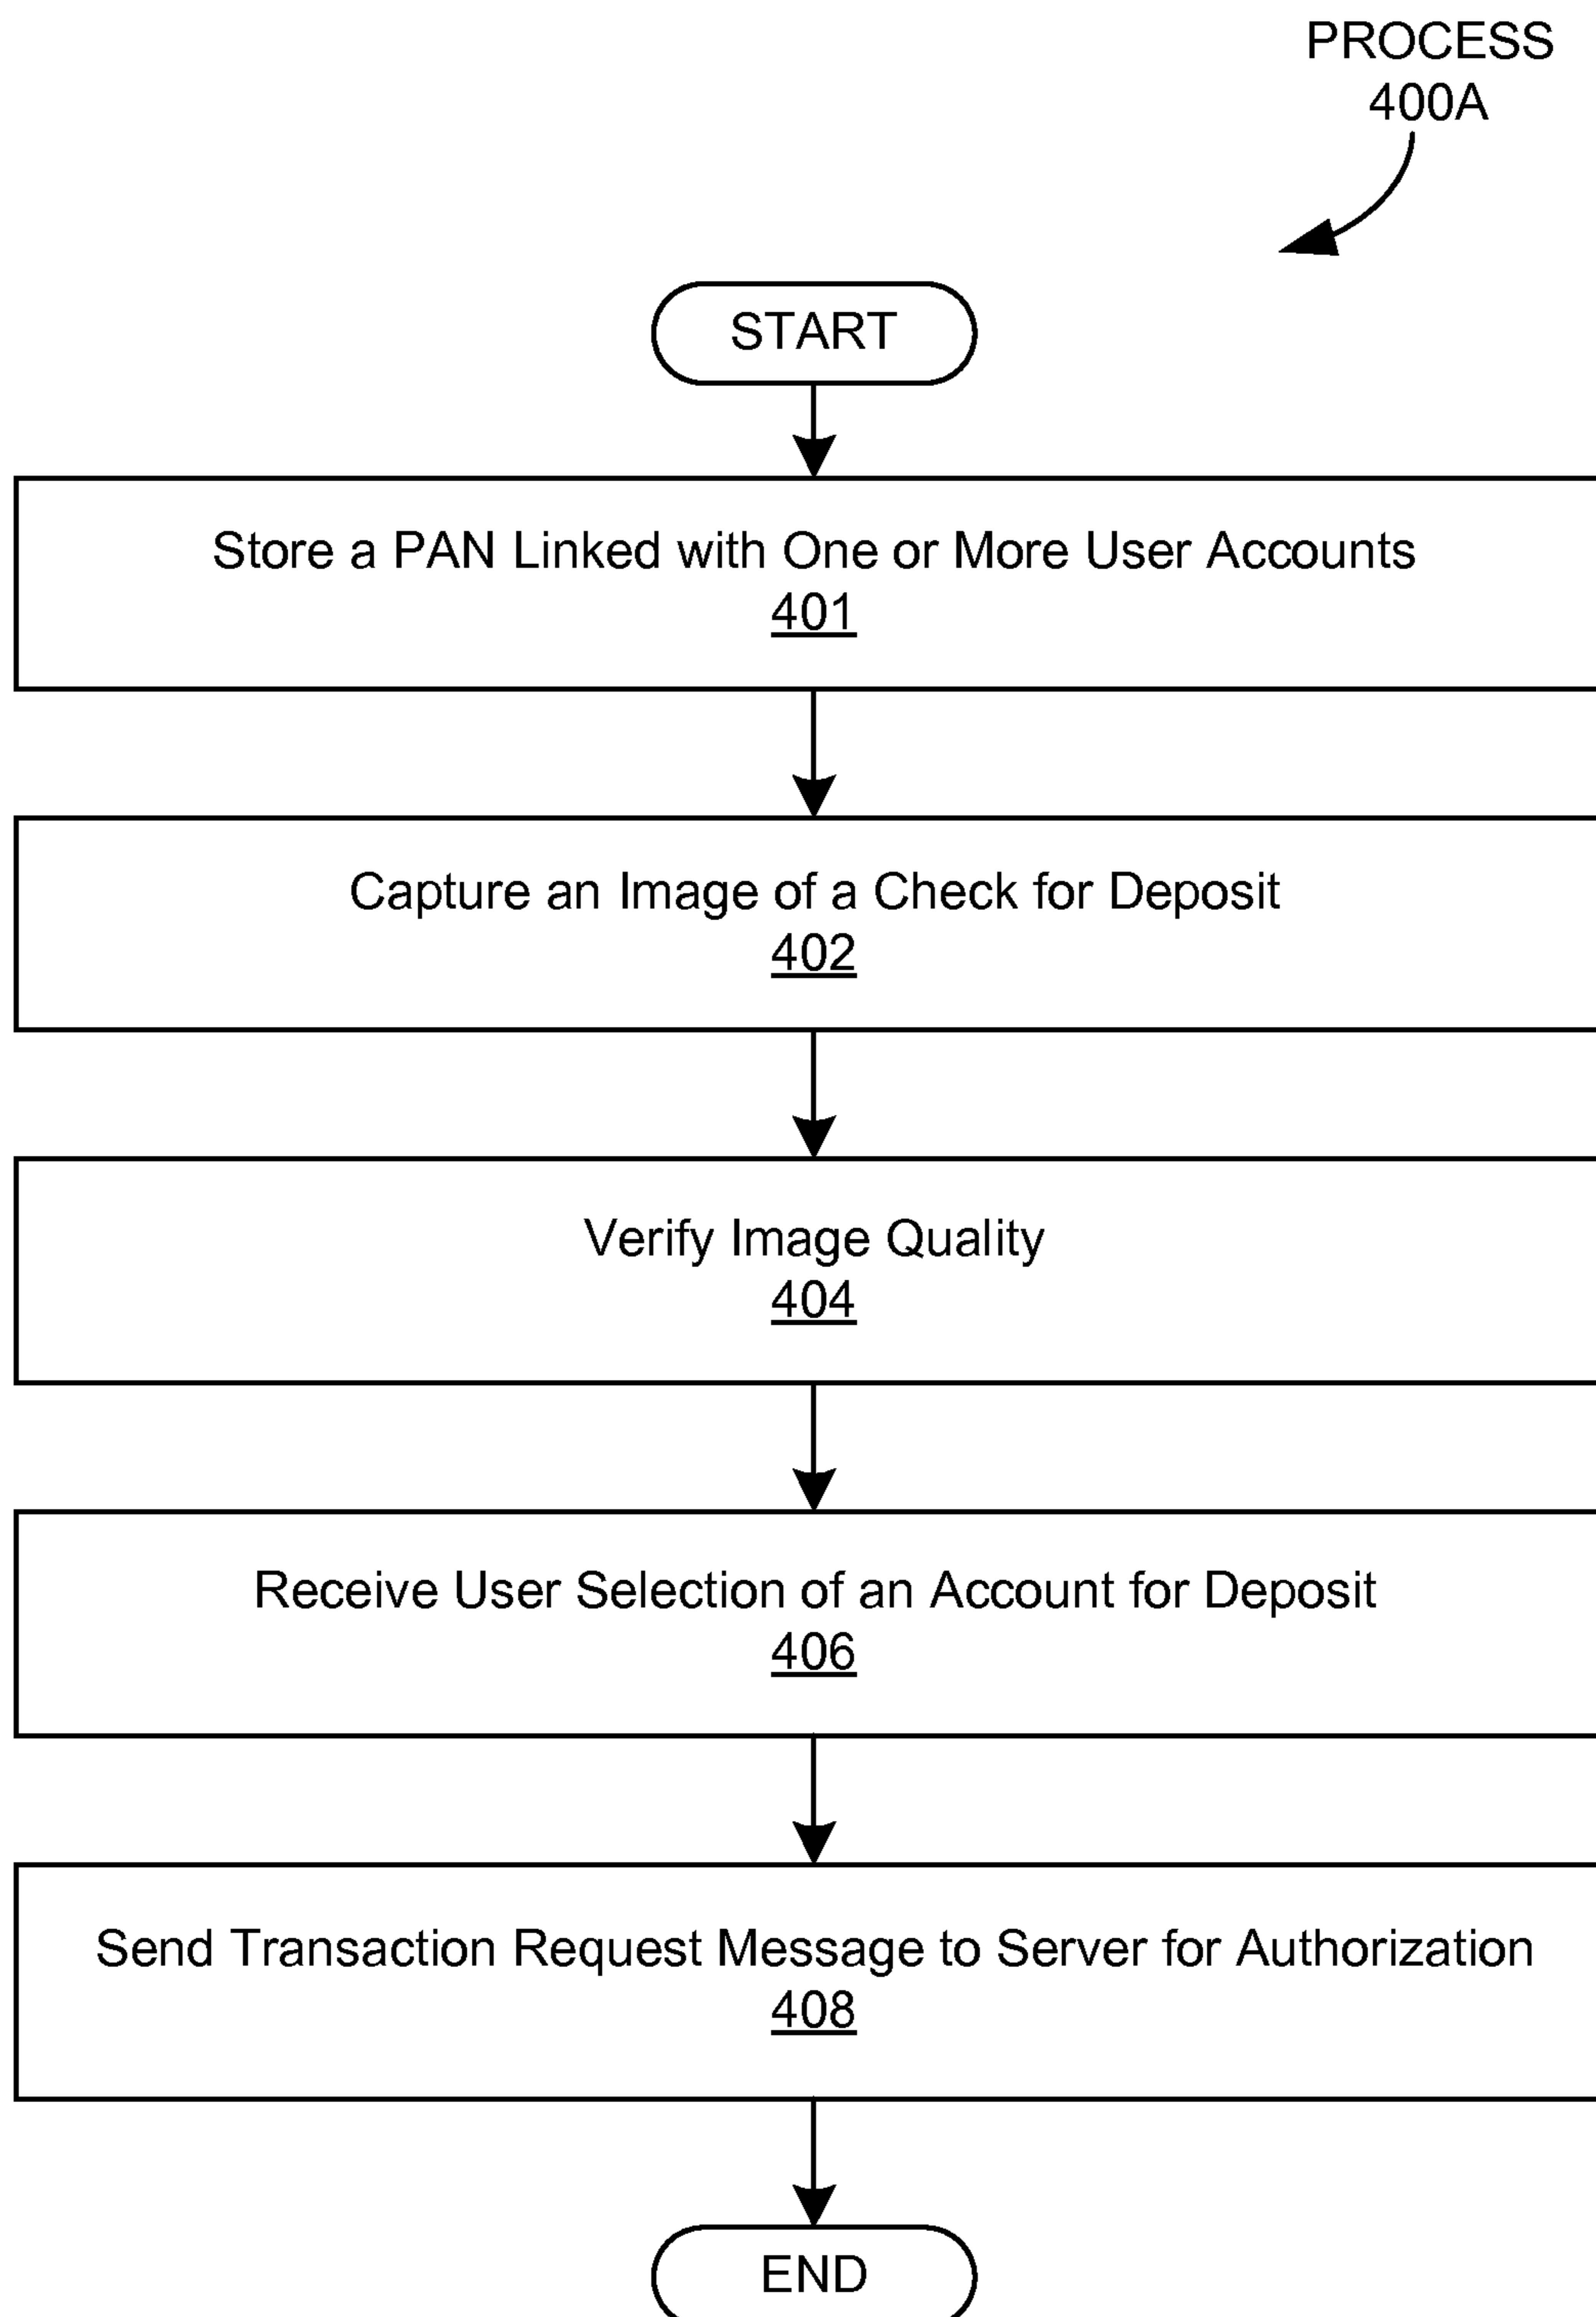 PROCESS
400A
START
Store a PAN Linked with One or More User Accounts
401
Capture an Image of a Check for Deposit
402
Verify Image Quality
404
Receive User Selection of an Account for Deposit
406
Send Transaction Request Message to Server for Authorization
408
END